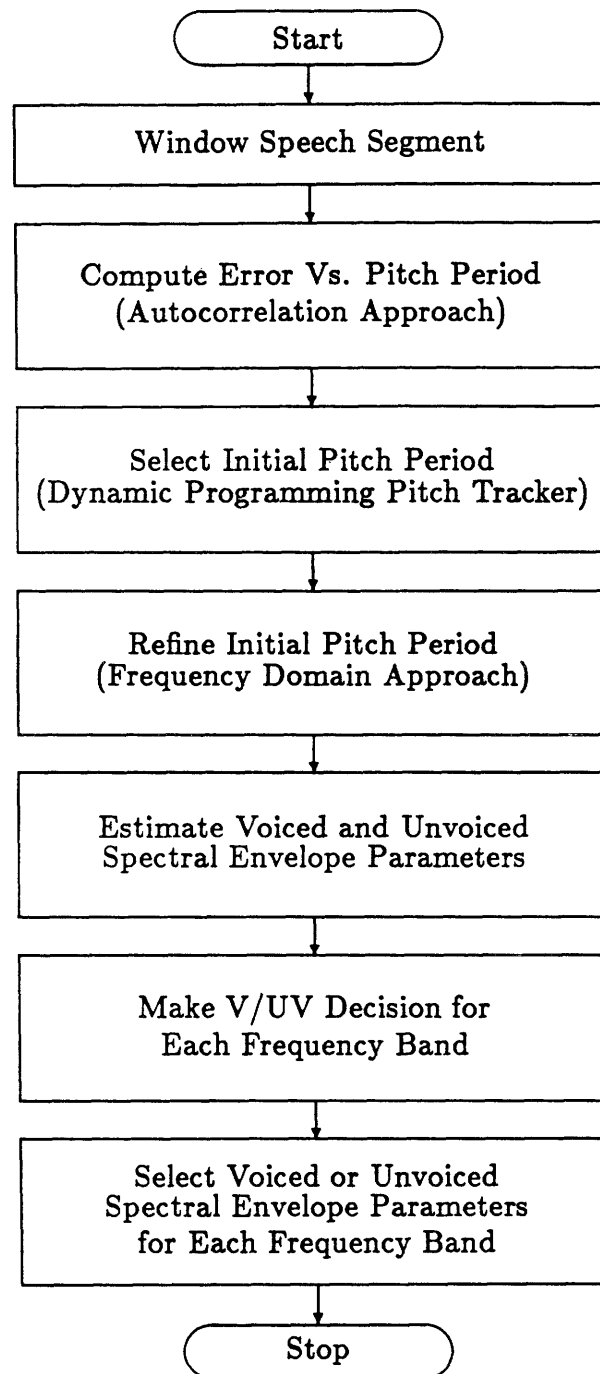 Start
Window Speech Segment
Compute Error Vs. Pitch Period
(Autocorrelation Approach)
Select Initial Pitch Period
(Dynamic Programming Pitch Tracker)
Refine Initial Pitch Period
(Frequency Domain Approach)
Estimate Voiced and Unvoiced
Spectral Envelope Parameters
Make V/UV Decision for
Each Frequency Band
Select Voiced or Unvoiced
Spectral Envelope Parameters
for Each Frequency Band
Stop